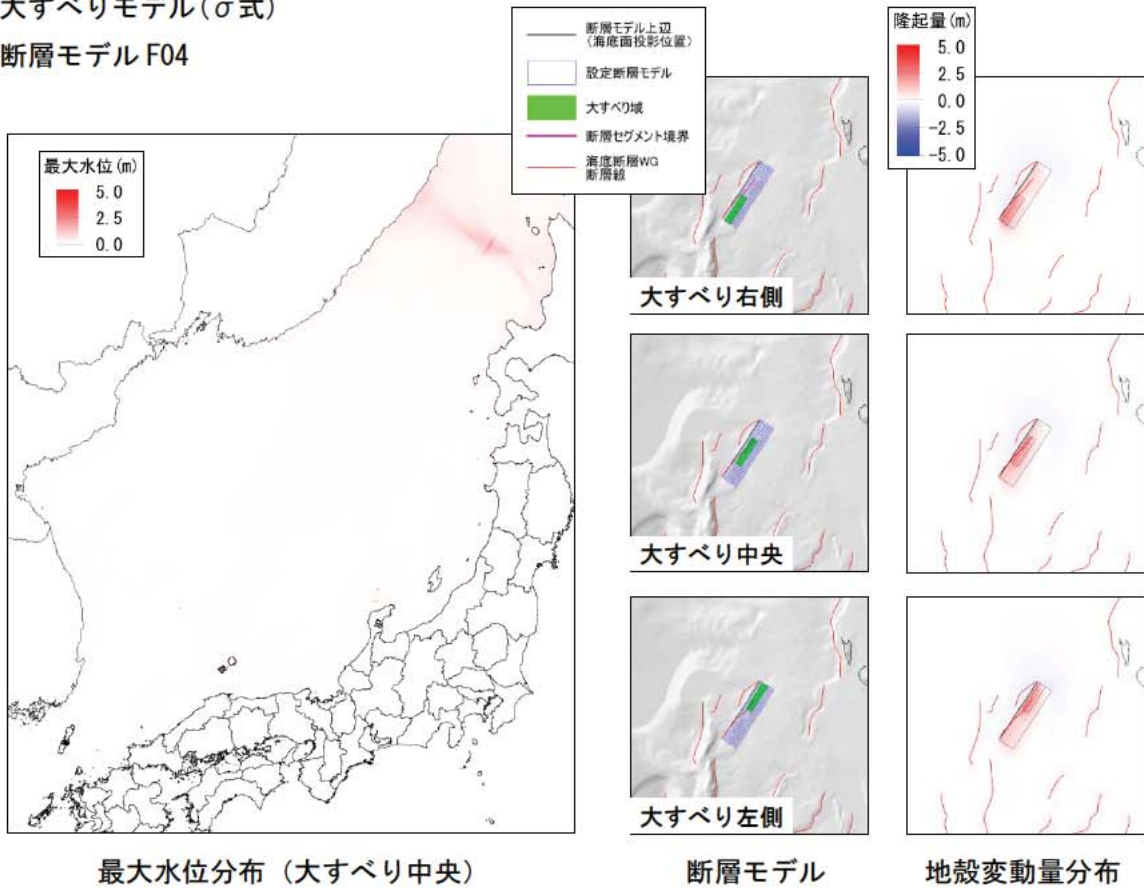 大すべりモデル(σ式)
断層モデル F04
断層モデル上辺
(海底面投影位置)
設定断層モデル
大すべり域
断層セグメント境界
海底断層WG
断層線
隆起量(m)
5.0
2.5
0.0
-2.5
-5.0
最大水位(m)
5.0
2.5
0.0
大すべり右側
大すべり中央
大すべり左側
最大水位分布（大すべり中央）
断層モデル
地殻変動量分布